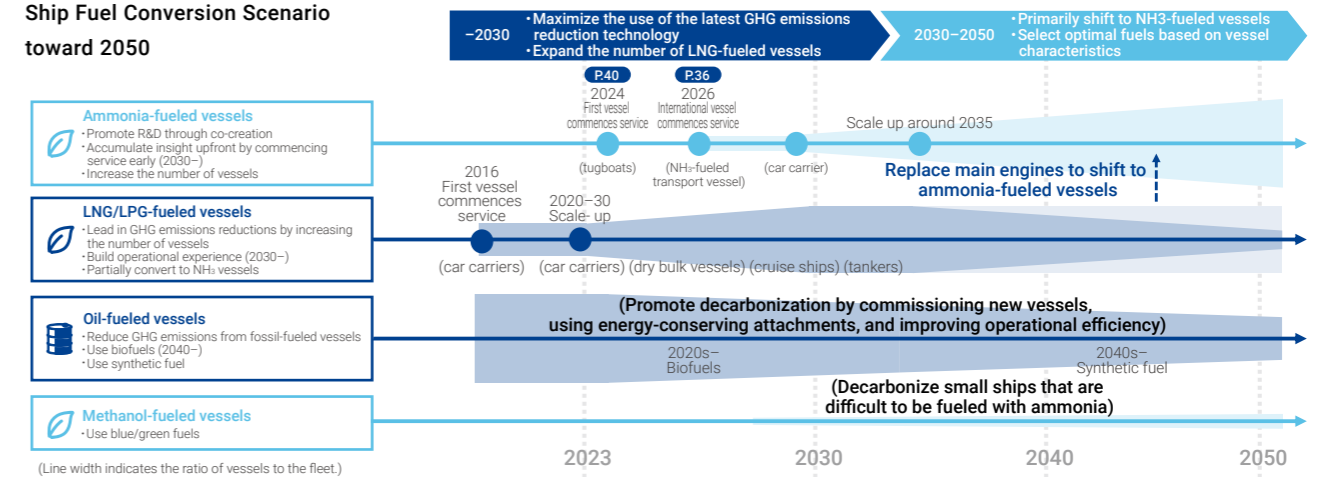 Ship Fuel Conversion Scenario
toward 2050
–2030
・Maximize the use of the latest GHG emissions
reduction technology
・Expand the number of LNG-fueled vessels
2030–2050
・Primarily shift to NH3-fueled vessels
・Select optimal fuels based on vessel
characteristics
P.40
2024
First vessel
commences service
(tugboats)
P.36
2026
International vessel
commences service
(NH₃-fueled
transport vessel)
(car carrier)
Scale up around 2035
Ammonia-fueled vessels
・Promote R&D through co-creation
・Accumulate insight upfront by commencing
service early (2030–)
・Increase the number of vessels
Replace main engines to shift to
ammonia-fueled vessels
LNG/LPG-fueled vessels
・Lead in GHG emissions reductions by increasing
the number of vessels
・Build operational experience (2030–)
・Partially convert to NH₃ vessels
2016
First vessel
commences
service
(car carriers)
2020–30
Scale- up
(car carriers) (dry bulk vessels) (cruise ships) (tankers)
Oil-fueled vessels
・Reduce GHG emissions from fossil-fueled vessels
・Use biofuels (2040–)
・Use synthetic fuel
(Promote decarbonization by commissioning new vessels,
using energy-conserving attachments, and improving operational efficiency)
2020s–
Biofuels
2040s–
Synthetic fuel
Methanol-fueled vessels
・Use blue/green fuels
(Decarbonize small ships that are
difficult to be fueled with ammonia)
(Line width indicates the ratio of vessels to the fleet.)
2023
2030
2040
2050